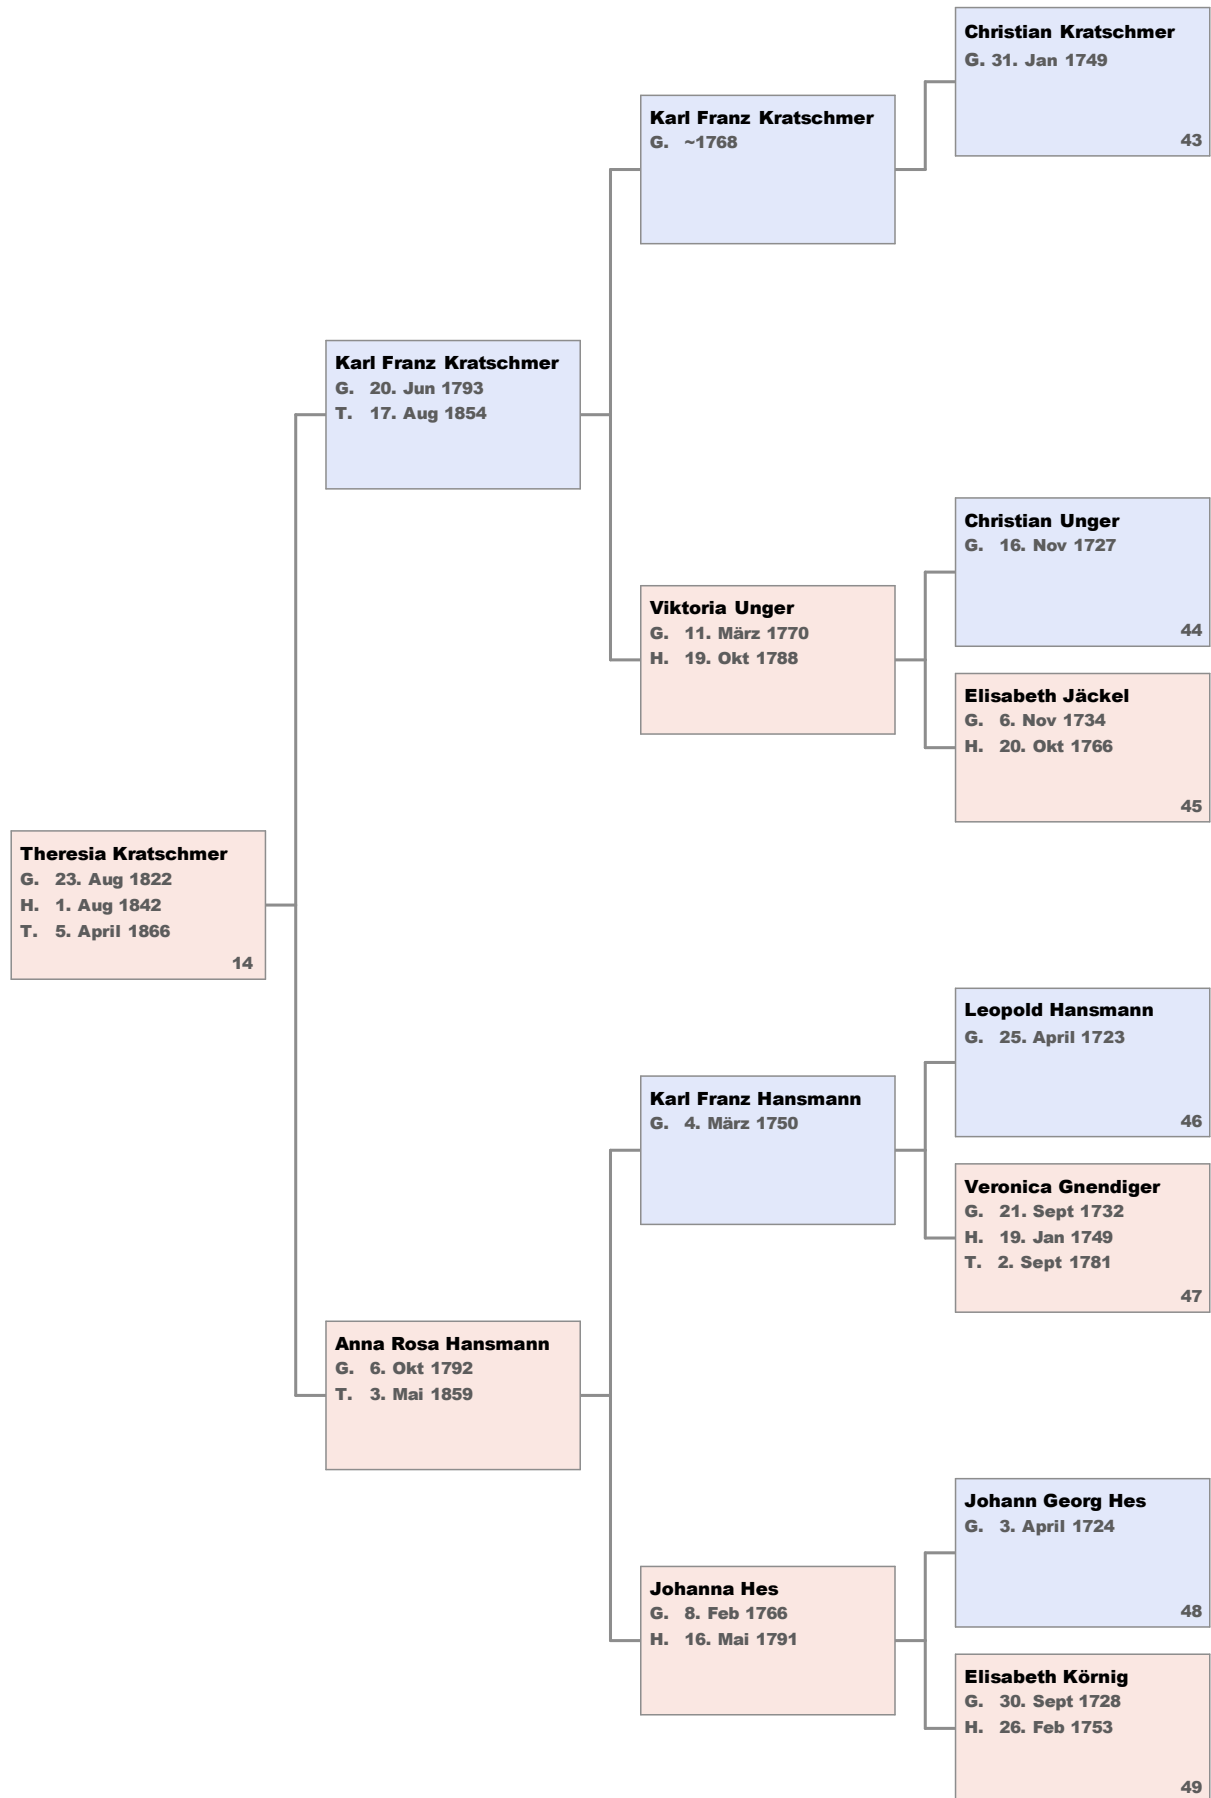 Christian Kratschmer
G. 31. Jan 1749
43
Karl Franz Kratschmer
G. ~1768
Karl Franz Kratschmer
G. 20. Jun 1793
T. 17. Aug 1854
Christian Unger
G. 16. Nov 1727
44
Viktoria Unger
G. 11. März 1770
H. 19. Okt 1788
Elisabeth Jäckel
G. 6. Nov 1734
H. 20. Okt 1766
45
Theresia Kratschmer
G. 23. Aug 1822
H. 1. Aug 1842
T. 5. April 1866
14
Leopold Hansmann
G. 25. April 1723
46
Karl Franz Hansmann
G. 4. März 1750
Veronica Gnendiger
G. 21. Sept 1732
H. 19. Jan 1749
T. 2. Sept 1781
47
Anna Rosa Hansmann
G. 6. Okt 1792
T. 3. Mai 1859
Johann Georg Hes
G. 3. April 1724
48
Johanna Hes
G. 8. Feb 1766
H. 16. Mai 1791
Elisabeth Körnig
G. 30. Sept 1728
H. 26. Feb 1753
49